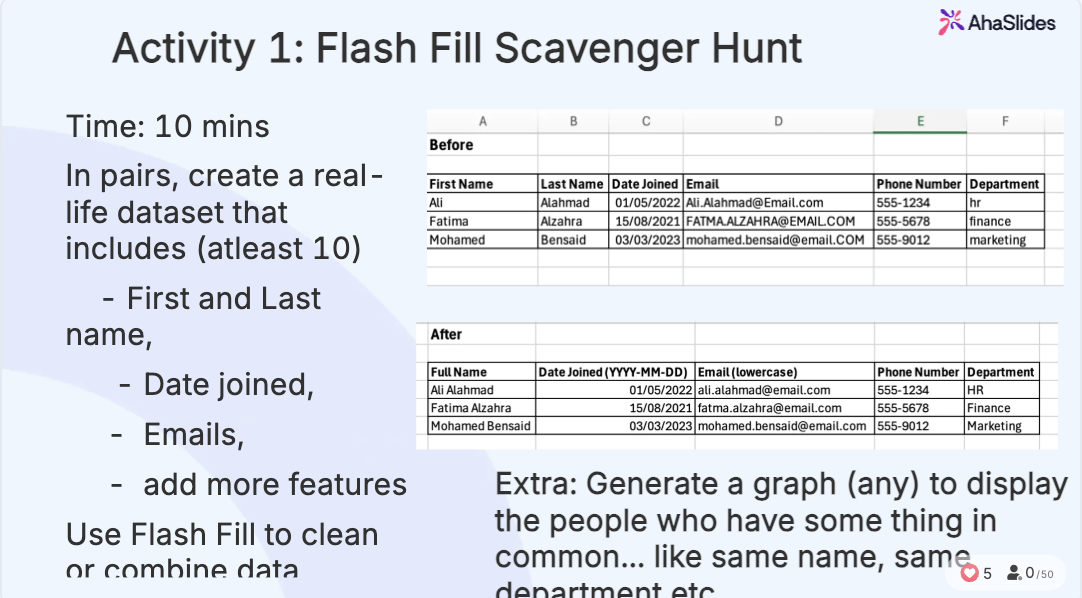 AhaSlides
Activity 1: Flash Fill Scavenger Hunt
Time: 10 mins
In pairs, create a real-
life dataset that
includes (atleast 10)
- First and Last
name,
- Date joined,
- Emails,
- add more features
Use Flash Fill to clean
or combine data
A B C D E F
Before
First Name Last Name Date Joined Email Phone Number Department
Ali Alahmad 01/05/2022 Ali.Alahmad@Email.com 555-1234 hr
Fatima Alzahra 15/08/2021 FATMA.ALZAHRA@EMAIL.COM 555-5678 finance
Mohamed Bensaid 03/03/2023 mohamed.bensaid@email.COM 555-9012 marketing
After
Full Name Date Joined (YYYY-MM-DD) Email (lowercase) Phone Number Department
Ali Alahmad 01/05/2022 ali.alahmad@email.com 555-1234 HR
Fatima Alzahra 15/08/2021 fatma.alzahra@email.com 555-5678 Finance
Mohamed Bensaid 03/03/2023 mohamed.bensaid@email.com 555-9012 Marketing
Extra: Generate a graph (any) to display
the people who have some thing in
common... like same name, same
department etc
5 0/50